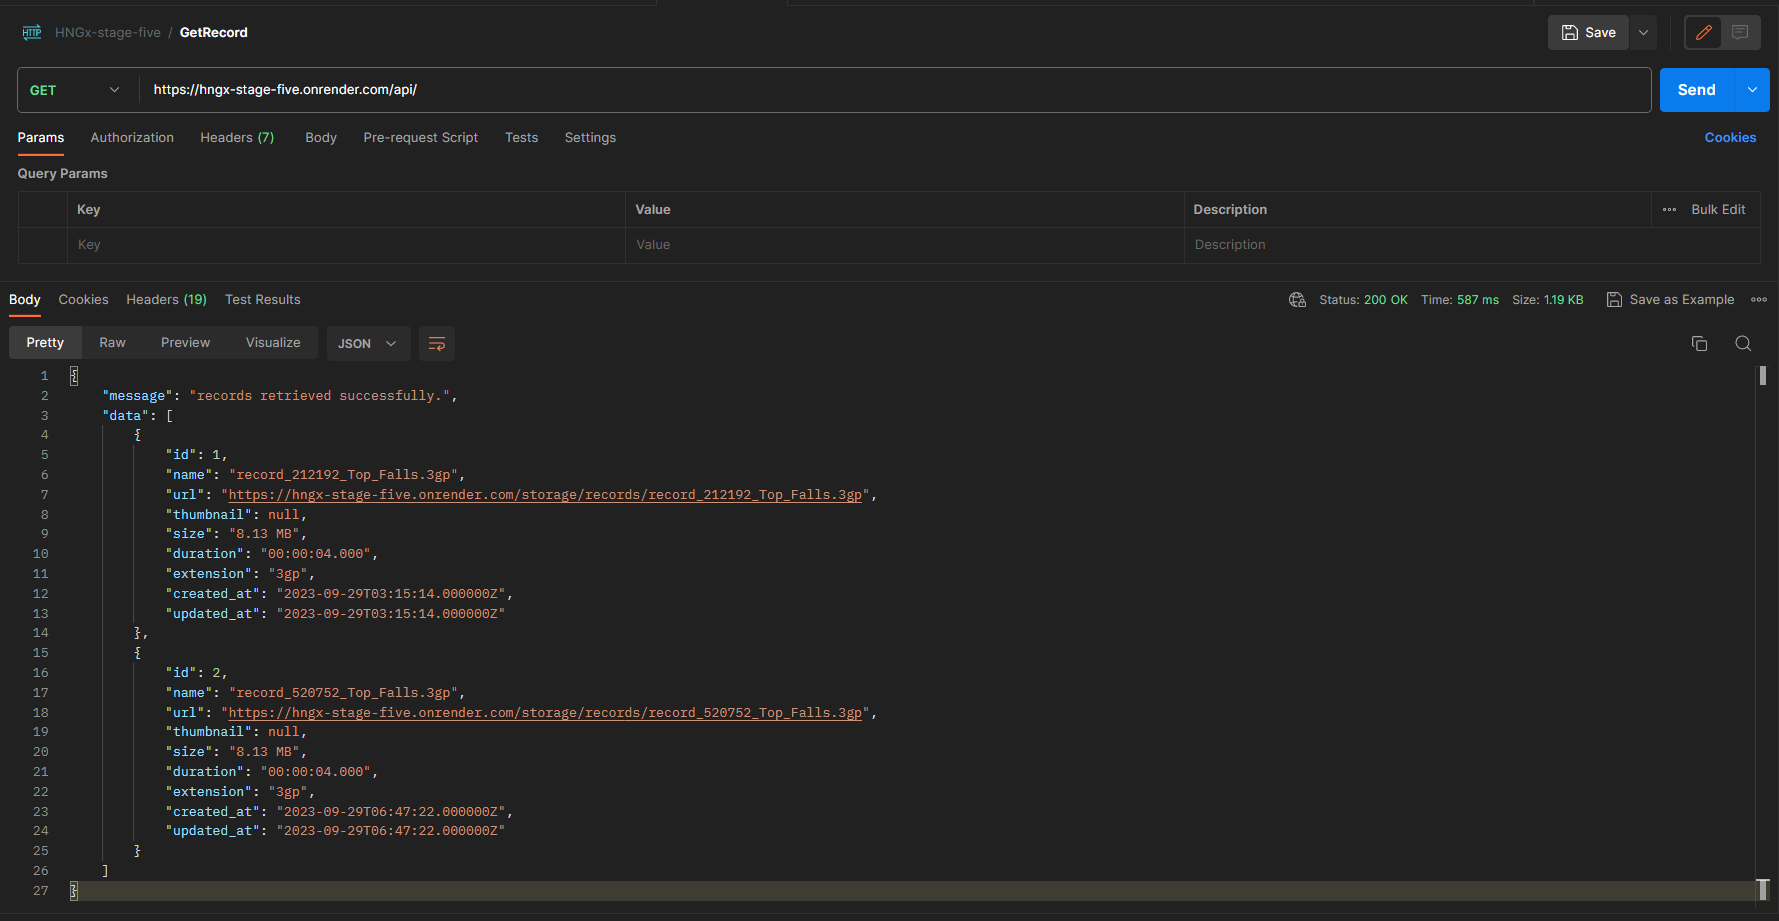 HTTP HNGx-stage-five / GetRecord Save
GET https://hngx-stage-five.onrender.com/api/ Send
Params Authorization Headers (7) Body Pre-request Script Tests Settings Cookies
Query Params
Key Value Description ••• Bulk Edit
Key Value Description
Body Cookies Headers (19) Test Results Status: 200 OK Time: 587 ms Size: 1.19 KB Save as Example
Pretty Raw Preview Visualize JSON
1 {
2 "message": "records retrieved successfully.",
3 "data": [
4 {
5 "id": 1,
6 "name": "record_212192_Top_Falls.3gp",
7 "url": "https://hngx-stage-five.onrender.com/storage/records/record_212192_Top_Falls.3gp",
8 "thumbnail": null,
9 "size": "8.13 MB",
10 "duration": "00:00:04.000",
11 "extension": "3gp",
12 "created_at": "2023-09-29T03:15:14.000000Z",
13 "updated_at": "2023-09-29T03:15:14.000000Z"
14 },
15 {
16 "id": 2,
17 "name": "record_520752_Top_Falls.3gp",
18 "url": "https://hngx-stage-five.onrender.com/storage/records/record_520752_Top_Falls.3gp",
19 "thumbnail": null,
20 "size": "8.13 MB",
21 "duration": "00:00:04.000",
22 "extension": "3gp",
23 "created_at": "2023-09-29T06:47:22.000000Z",
24 "updated_at": "2023-09-29T06:47:22.000000Z"
25 }
26 ]
27 }